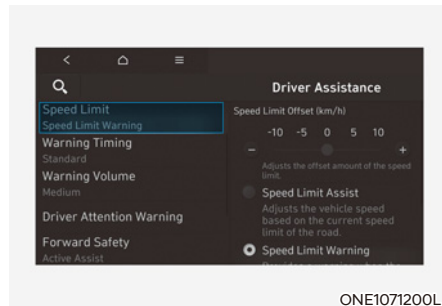 Driver Assistance
Speed Limit
Speed Limit Warning
Warning Timing
Standard
Warning Volume
Medium
Driver Attention Warning
Forward Safety
Active Assist
Speed Limit Offset (km/h)
-10 -5 0 5 10
− +
Adjusts the offset amount of the speed
limit.
Speed Limit Assist
Adjusts the vehicle speed
based on the current speed
limit of the road.
Speed Limit Warning
ONE1071200L